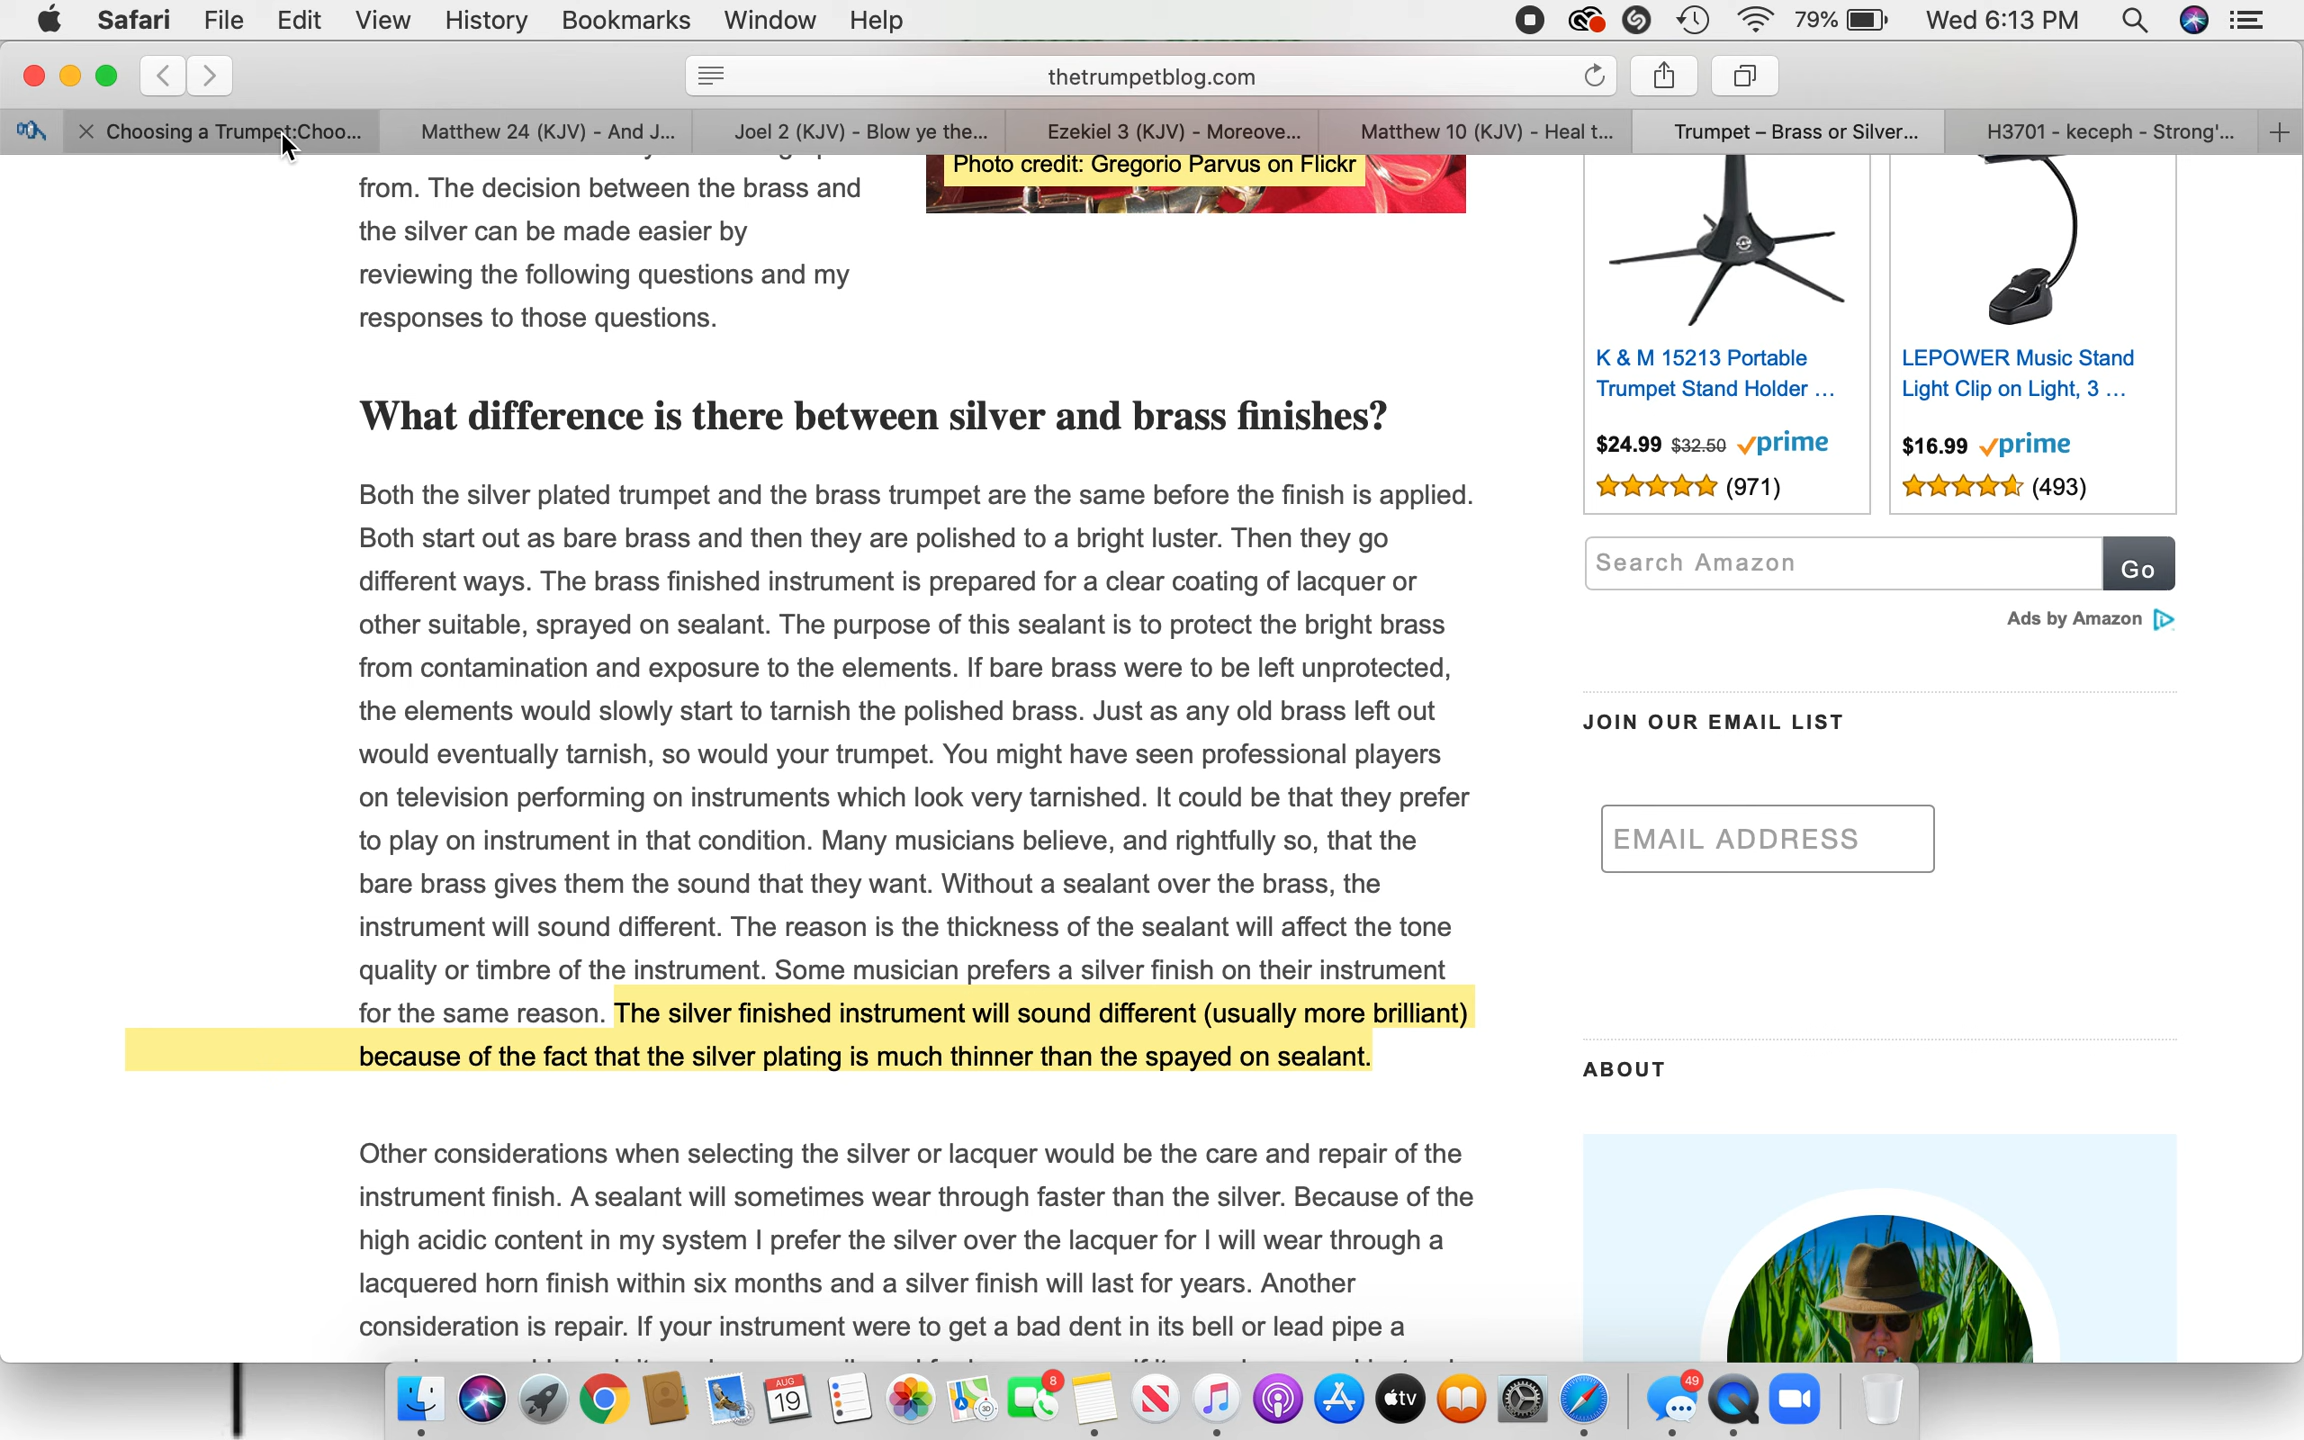 Safari File Edit View History Bookmarks Window Help 79% Wed 6:13 PM
thetrumpetblog.com
Choosing a Trumpet:Choo... Matthew 24 (KJV) - And J... Joel 2 (KJV) - Blow ye the... Ezekiel 3 (KJV) - Moreove... Matthew 10 (KJV) - Heal t... Trumpet – Brass or Silver... H3701 - keceph - Strong'...
Photo credit: Gregorio Parvus on Flickr
from. The decision between the brass and
the silver can be made easier by
reviewing the following questions and my
responses to those questions.
What difference is there between silver and brass finishes?
Both the silver plated trumpet and the brass trumpet are the same before the finish is applied.
Both start out as bare brass and then they are polished to a bright luster. Then they go
different ways. The brass finished instrument is prepared for a clear coating of lacquer or
other suitable, sprayed on sealant. The purpose of this sealant is to protect the bright brass
from contamination and exposure to the elements. If bare brass were to be left unprotected,
the elements would slowly start to tarnish the polished brass. Just as any old brass left out
would eventually tarnish, so would your trumpet. You might have seen professional players
on television performing on instruments which look very tarnished. It could be that they prefer
to play on instrument in that condition. Many musicians believe, and rightfully so, that the
bare brass gives them the sound that they want. Without a sealant over the brass, the
instrument will sound different. The reason is the thickness of the sealant will affect the tone
quality or timbre of the instrument. Some musician prefers a silver finish on their instrument
for the same reason. The silver finished instrument will sound different (usually more brilliant)
because of the fact that the silver plating is much thinner than the spayed on sealant.
Other considerations when selecting the silver or lacquer would be the care and repair of the
instrument finish. A sealant will sometimes wear through faster than the silver. Because of the
high acidic content in my system I prefer the silver over the lacquer for I will wear through a
lacquered horn finish within six months and a silver finish will last for years. Another
consideration is repair. If your instrument were to get a bad dent in its bell or lead pipe a
K & M 15213 Portable
Trumpet Stand Holder ...
$24.99 $32.50 prime
(971)
LEPOWER Music Stand
Light Clip on Light, 3 ...
$16.99 prime
(493)
Search Amazon Go
Ads by Amazon
JOIN OUR EMAIL LIST
EMAIL ADDRESS
ABOUT
AUG
19
3D
8
tv
49